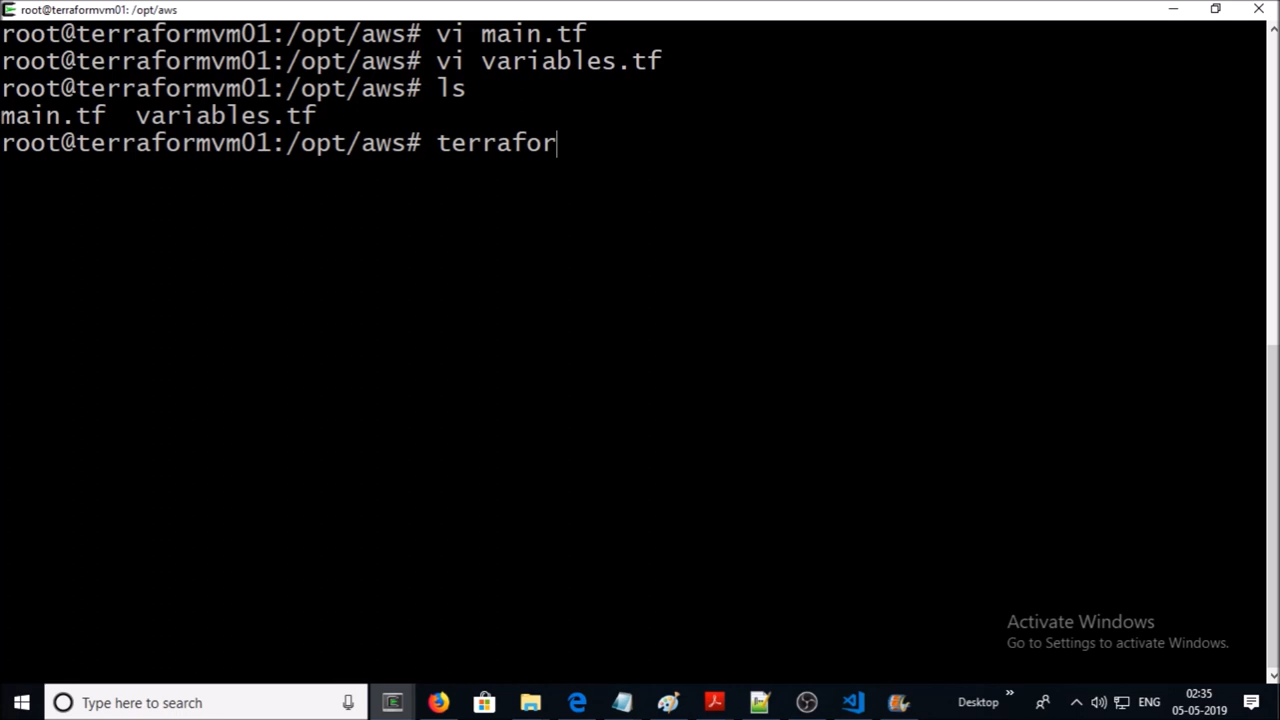 root@terraformvm01: /opt/aws
root@terraformvm01:/opt/aws# vi main.tf
root@terraformvm01:/opt/aws# vi variables.tf
root@terraformvm01:/opt/aws# ls
main.tf  variables.tf
root@terraformvm01:/opt/aws# terrafor
Activate Windows
Go to Settings to activate Windows.
Type here to search
Desktop
ENG
02:35
05-05-2019